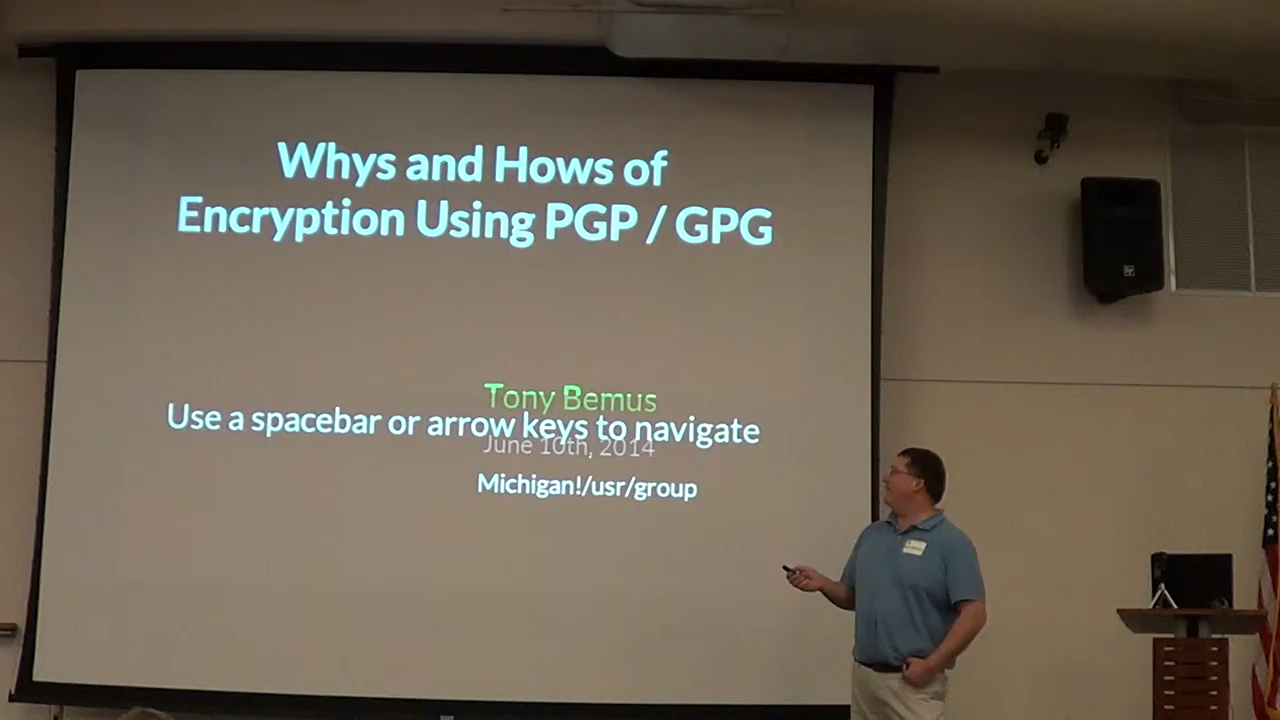 Whys and Hows of
Encryption Using PGP / GPG
Tony Bemus
Use a spacebar or arrow keys to navigate
June 10th, 2014
Michigan!/usr/group